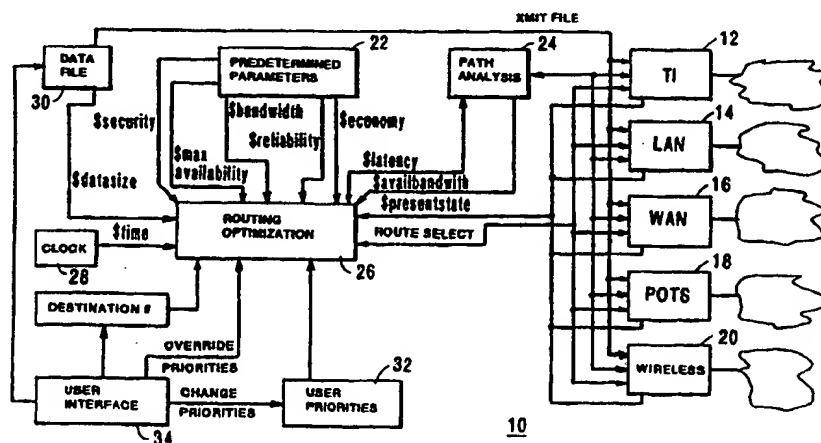 XMIT FILE
DATA FILE
30
22
PREDETERMINED PARAMETERS
24
PATH ANALYSIS
12
TI
$security
$max availability
$bandwidth
$reliability
$economy
$latency
$availbandwith
$presentstate
14
LAN
$datasize
16
WAN
ROUTING OPTIMIZATION
26
ROUTE SELECT
CLOCK
28
$time
18
POTS
DESTINATION #
OVERRIDE PRIORITIES
32
USER PRIORITIES
20
WIRELESS
USER INTERFACE
34
CHANGE PRIORITIES
10